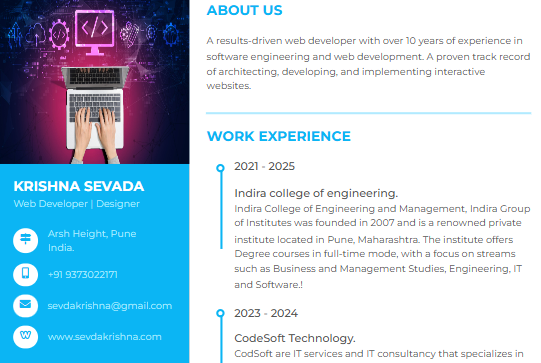 KRISHNA SEVADA
Web Developer | Designer
Arsh Height, Pune
India.
+91 9373022171
sevdakrishna@gmail.com
www.sevdakrishna.com
ABOUT US
A results-driven web developer with over 10 years of experience in
software engineering and web development. A proven track record
of architecting, developing, and implementing interactive
websites.
WORK EXPERIENCE
2021 - 2025
Indira college of engineering.
Indira College of Engineering and Management, Indira Group
of Institutes was founded in 2007 and is a renowned private
institute located in Pune, Maharashtra. The institute offers
Degree courses in full-time mode, with a focus on streams
such as Business and Management Studies, Engineering, IT
and Software.!
2023 - 2024
CodeSoft Technology.
CodSoft are IT services and IT consultancy that specializes in